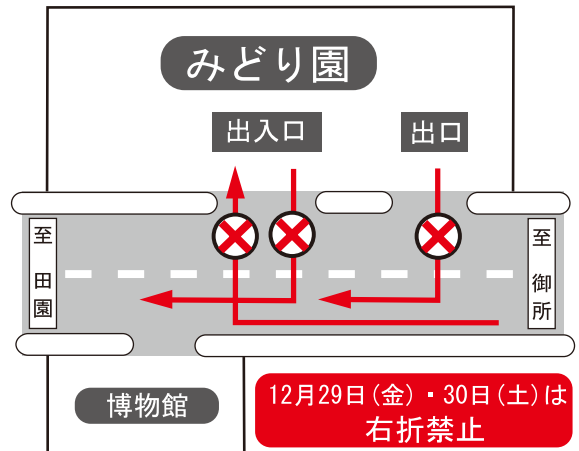 みどり園
出入口
出口
至田園
至御所
博物館
12月29日(金)・30日(土)は
右折禁止